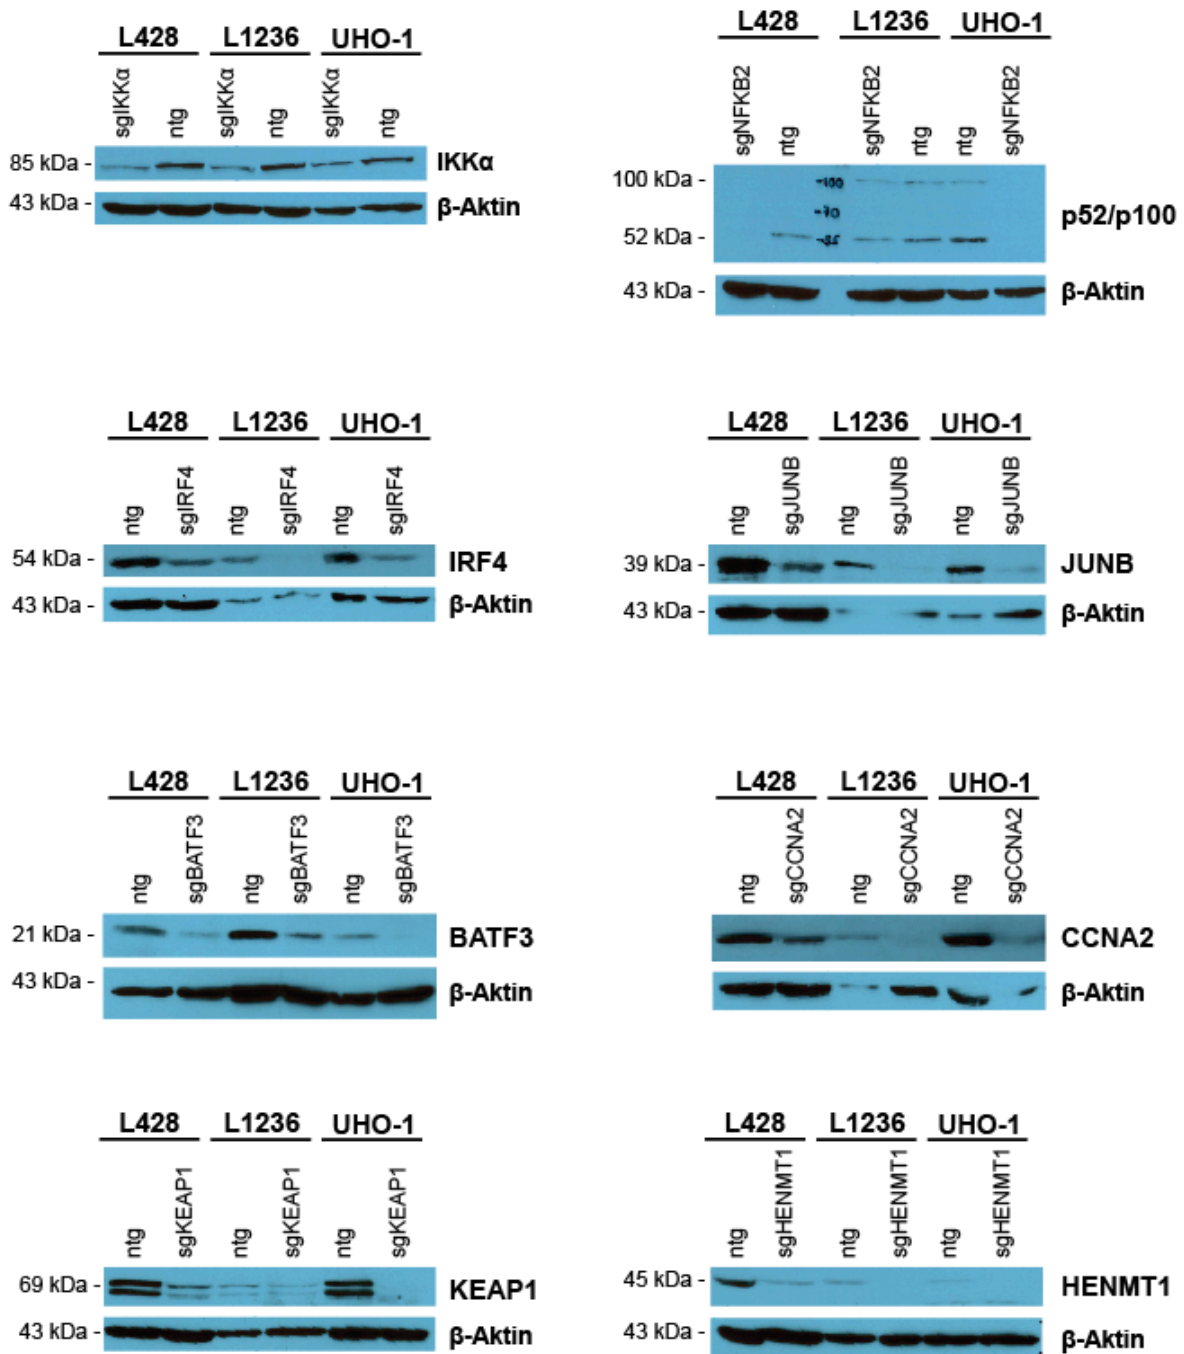 L428 L1236 UHO-1
sgIKKα ntg sgIKKα ntg sgIKKα ntg
85 kDa - IKKα
43 kDa - β-Aktin
L428 L1236 UHO-1
sgNFKB2 ntg sgNFKB2 ntg ntg sgNFKB2
100 kDa - -100
-70
p52/p100
52 kDa -
43 kDa - β-Aktin
L428 L1236 UHO-1
ntg sgIRF4 ntg sgIRF4 ntg sgIRF4
54 kDa - IRF4
43 kDa - β-Aktin
L428 L1236 UHO-1
ntg sgJUNB ntg sgJUNB ntg sgJUNB
39 kDa - JUNB
43 kDa - β-Aktin
L428 L1236 UHO-1
ntg sgBATF3 ntg sgBATF3 ntg sgBATF3
21 kDa - BATF3
43 kDa - β-Aktin
L428 L1236 UHO-1
ntg sgCCNA2 ntg sgCCNA2 ntg sgCCNA2
CCNA2
β-Aktin
L428 L1236 UHO-1
ntg sgKEAP1 ntg sgKEAP1 ntg sgKEAP1
69 kDa - KEAP1
43 kDa - β-Aktin
L428 L1236 UHO-1
ntg sgHENMT1 ntg sgHENMT1 ntg sgHENMT1
45 kDa - HENMT1
43 kDa - β-Aktin